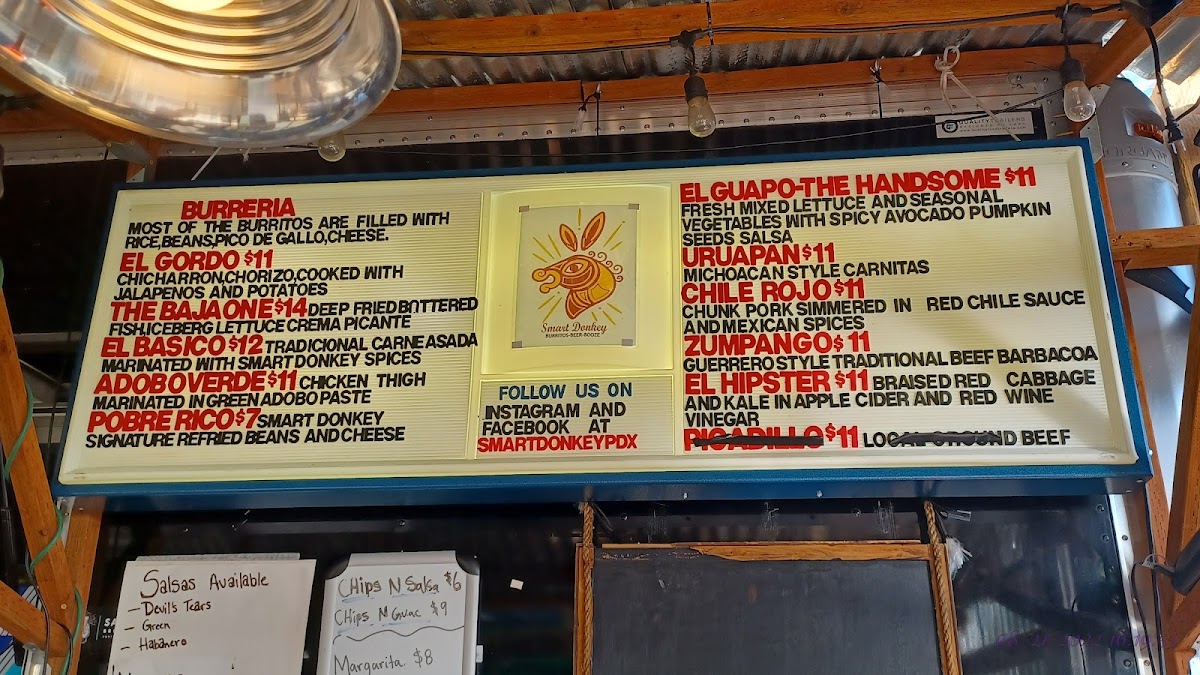 BURRERIA
MOST OF THE BURRITOS ARE FILLED WITH
RICE,BEANS,PICO DE GALLO,CHEESE.
EL GORDO $11
CHICHARRON,CHORIZO,COOKED WITH
JALAPENOS AND POTATOES
THE BAJA ONE $14 DEEP FRIED BOTTERED
FISH,ICEBERG LETTUCE CREMA PICANTE
EL BASICO $12 TRADICIONAL CARNE ASADA
MARINATED WITH SMART DONKEY SPICES
ADOBO VERDE $11 CHICKEN THIGH
MARINATED IN GREEN ADOBO PASTE
POBRE RICO $7 SMART DONKEY
SIGNATURE REFRIED BEANS AND CHEESE
Smart Donkey
BURRITOS-BEER-BOOZE
FOLLOW US ON
INSTAGRAM AND
FACEBOOK AT
SMARTDONKEYPDX
EL GUAPO-THE HANDSOME $11
FRESH MIXED LETTUCE AND SEASONAL
VEGETABLES WITH SPICY AVOCADO PUMPKIN
SEEDS SALSA
URUAPAN $11
MICHOACAN STYLE CARNITAS
CHILE ROJO $11
CHUNK PORK SIMMERED IN RED CHILE SAUCE
AND MEXICAN SPICES
ZUMPANGO $11
GUERRERO STYLE TRADITIONAL BEEF BARBACOA
EL HIPSTER $11 BRAISED RED CABBAGE
AND KALE IN APPLE CIDER AND RED WINE
VINEGAR
PICADILLO $11 LOCAL GROUND BEEF
Salsas Available
- Devil's Tears
- Green
- Habanero
Chips N Salsa $6
Chips N Guac $9
Margarita $8